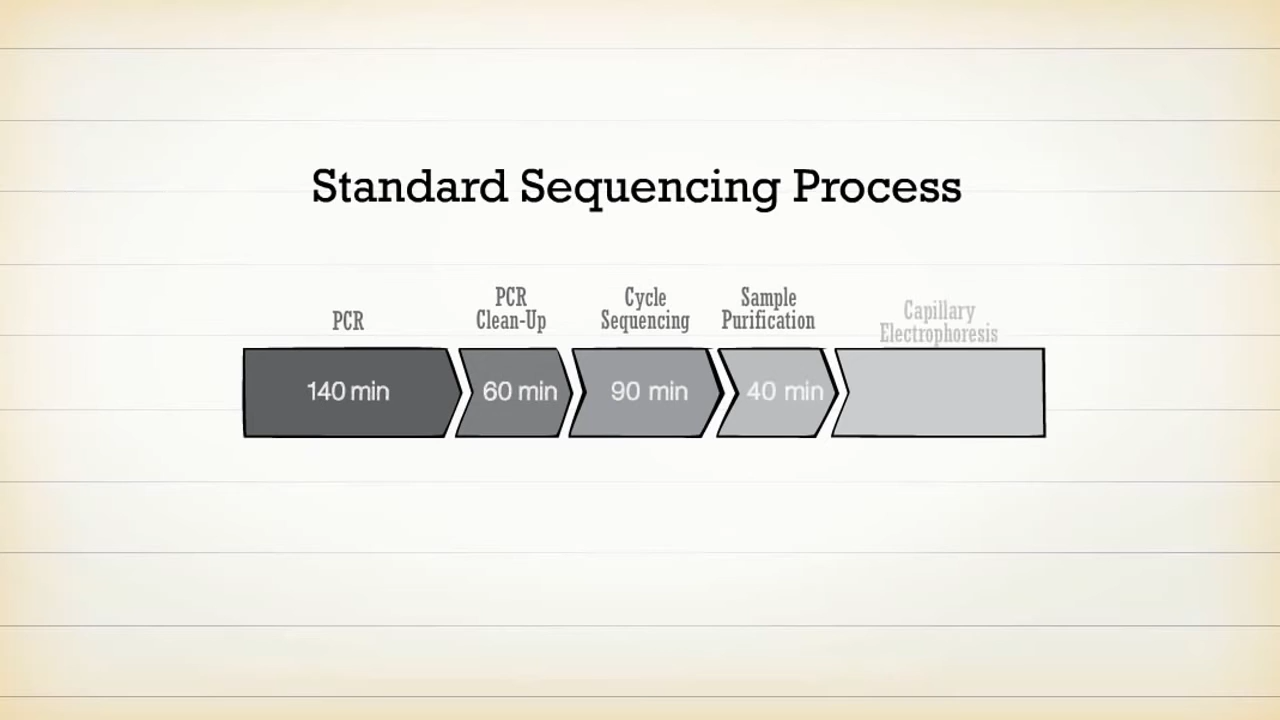 Standard Sequencing Process
PCR
PCR
Clean-Up
Cycle
Sequencing
Sample
Purification
Capillary
Electrophoresis
140 min
60 min
90 min
40 min